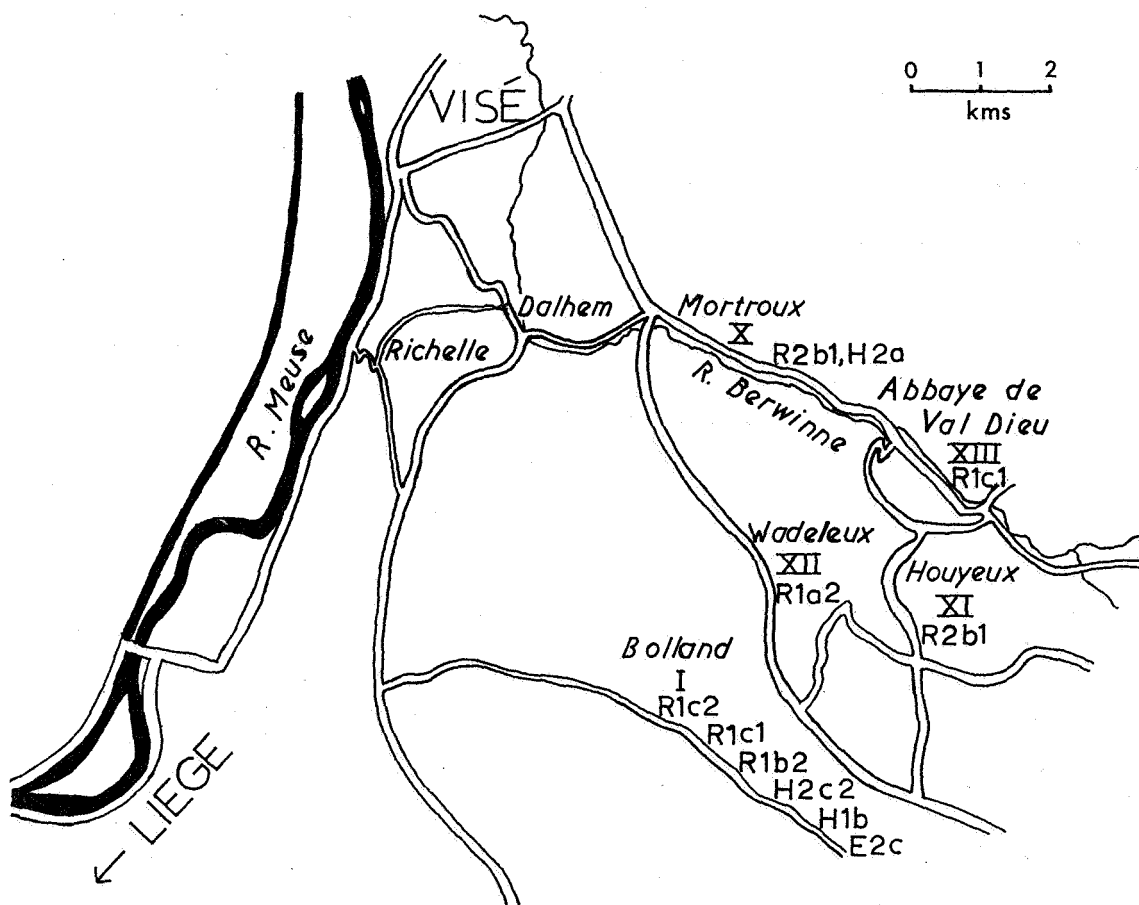 VISÉ
0 1 2
kms
R. Meuse
Richelle
Dalhem
Mortroux
X
R2b1, H2a
R. Berwinne
Abbaye de
Val Dieu
XIII
R1c1
Wadeleux
XII
R1a2
Houyeux
XI
R2b1
Bolland
I
R1c2
R1c1
R1b2
H2c2
H1b
E2c
← LIEGE